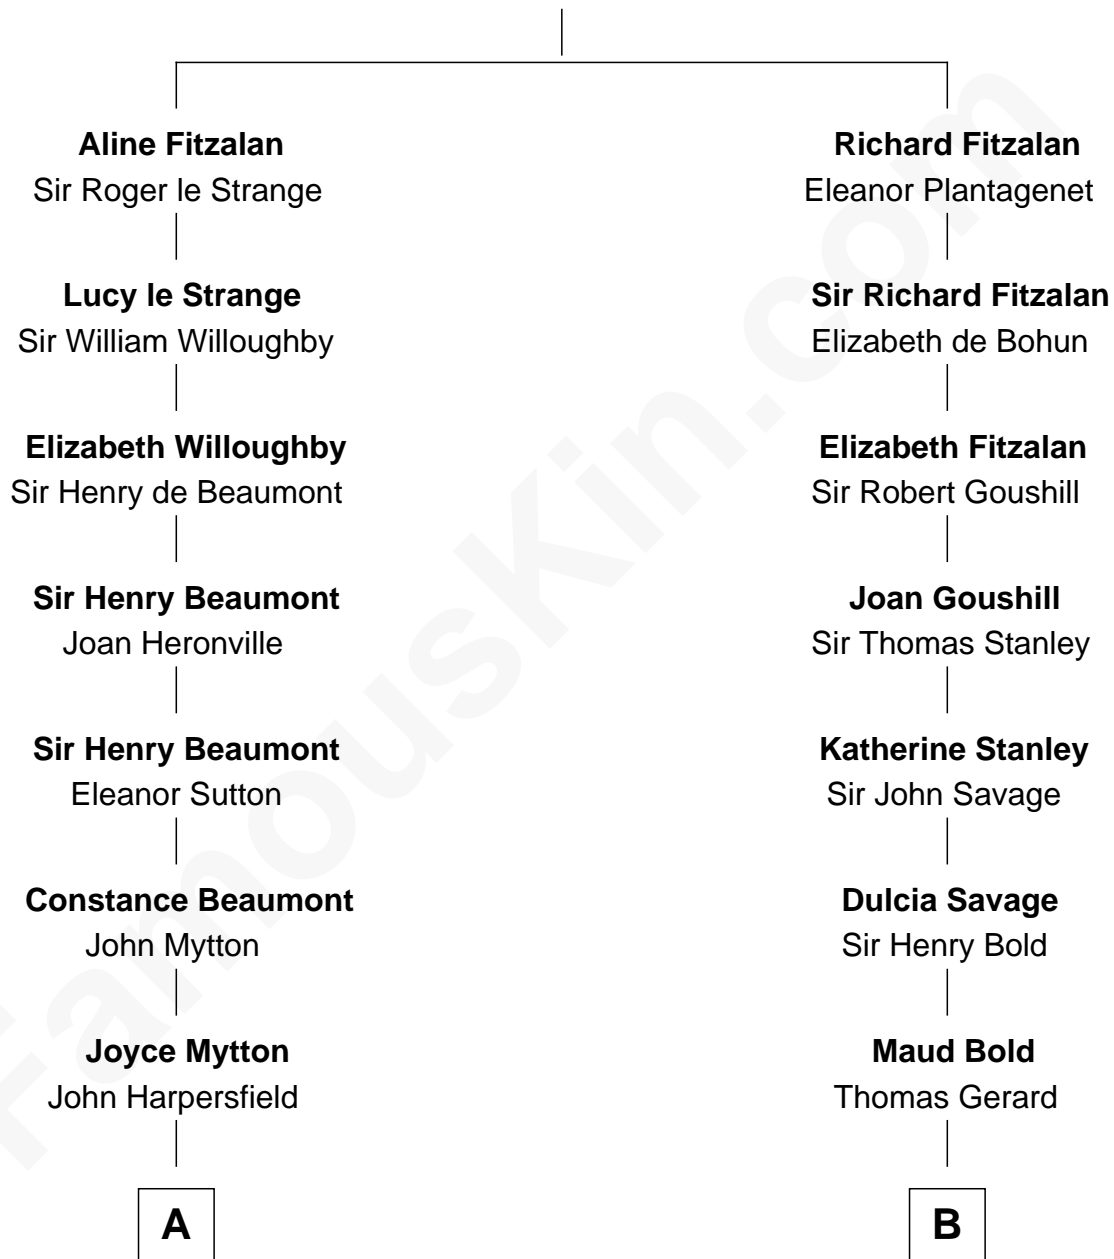 Aline Fitzalan
Sir Roger le Strange
Richard Fitzalan
Eleanor Plantagenet
Lucy le Strange
Sir William Willoughby
Sir Richard Fitzalan
Elizabeth de Bohun
Elizabeth Willoughby
Sir Henry de Beaumont
Elizabeth Fitzalan
Sir Robert Goushill
Sir Henry Beaumont
Joan Heronville
Joan Goushill
Sir Thomas Stanley
Sir Henry Beaumont
Eleanor Sutton
Katherine Stanley
Sir John Savage
Constance Beaumont
John Mytton
Dulcia Savage
Sir Henry Bold
Joyce Mytton
John Harpersfield
Maud Bold
Thomas Gerard
A
B
FamousKin.com